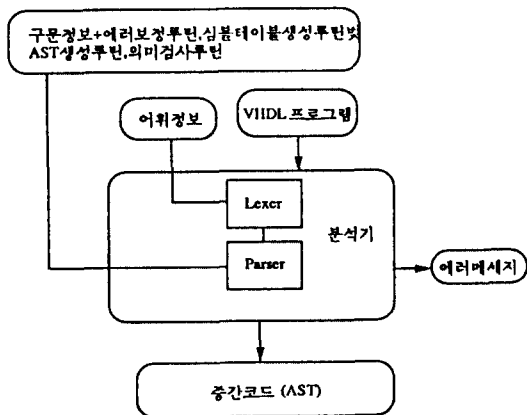 구문정보+에러보정루틴,심볼테이블생성루틴및
AST생성루틴,의미검사루틴
어휘정보
VHDL 프로그램
Lexer
분석기
Parser
에러메세지
중간코드 (AST)